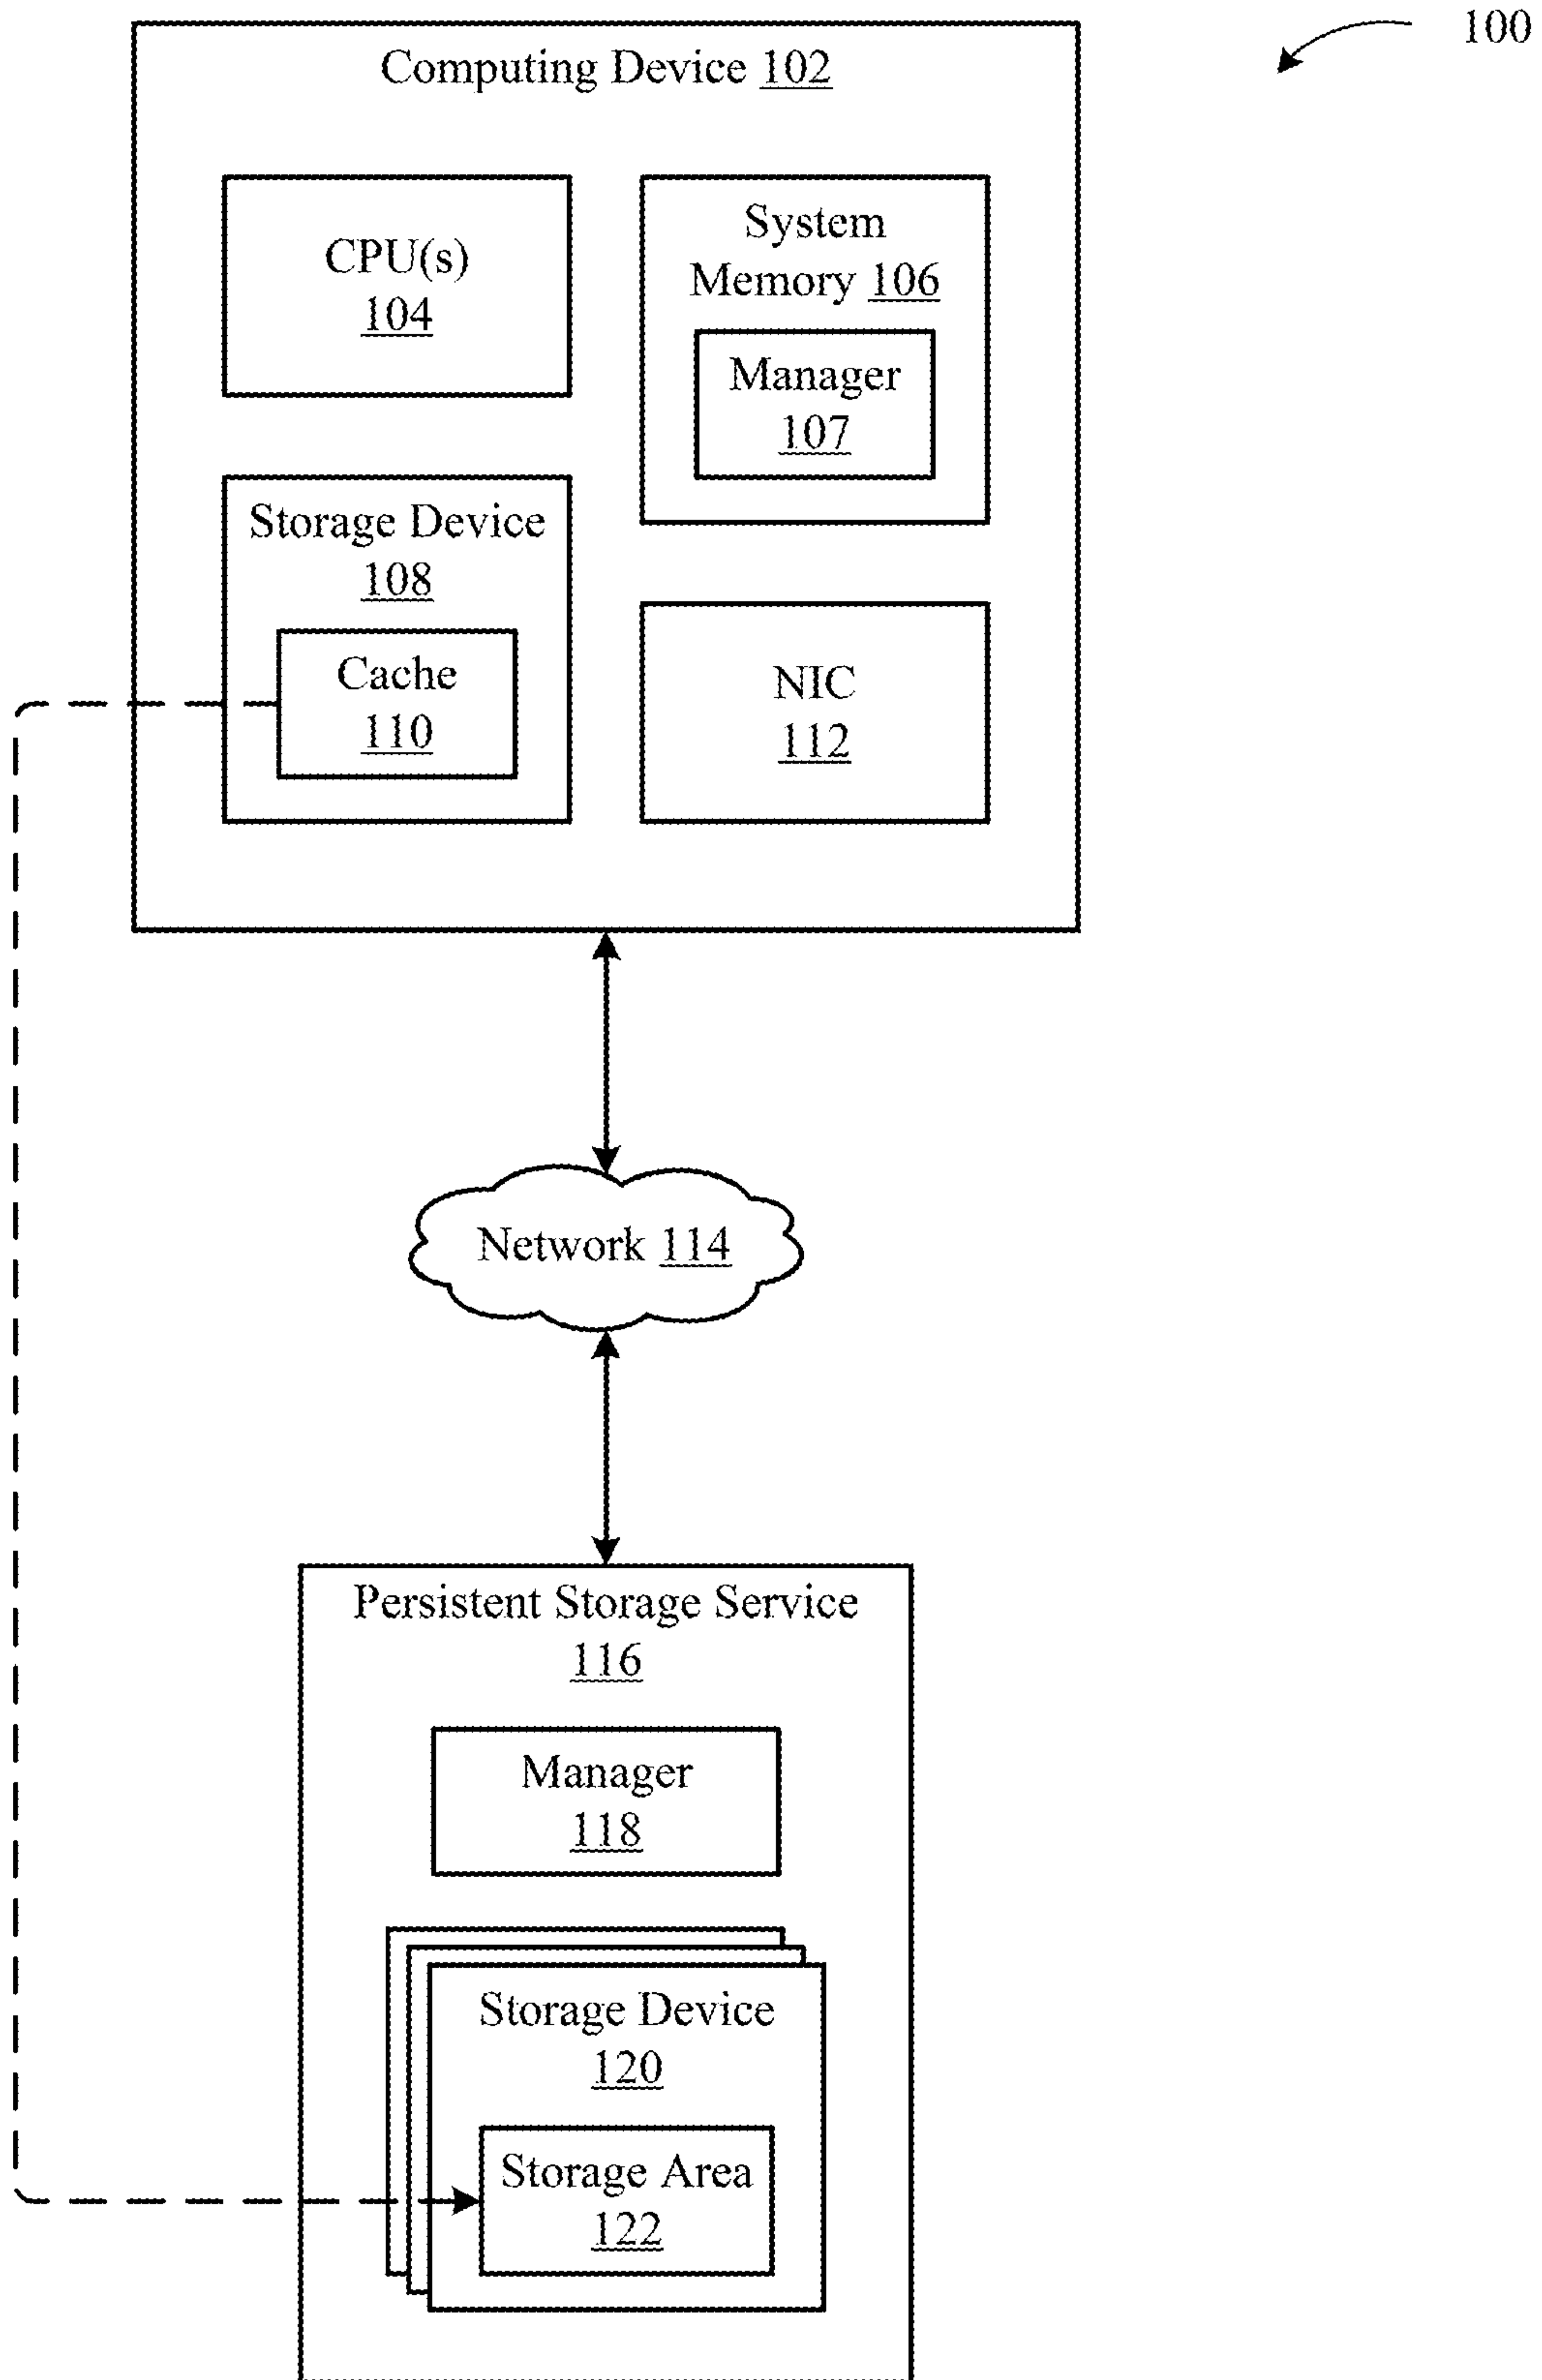 100
Computing Device 102
CPU(s)
104
System
Memory 106
Manager
107
Storage Device
108
Cache
110
NIC
112
Network 114
Persistent Storage Service
116
Manager
118
Storage Device
120
Storage Area
122